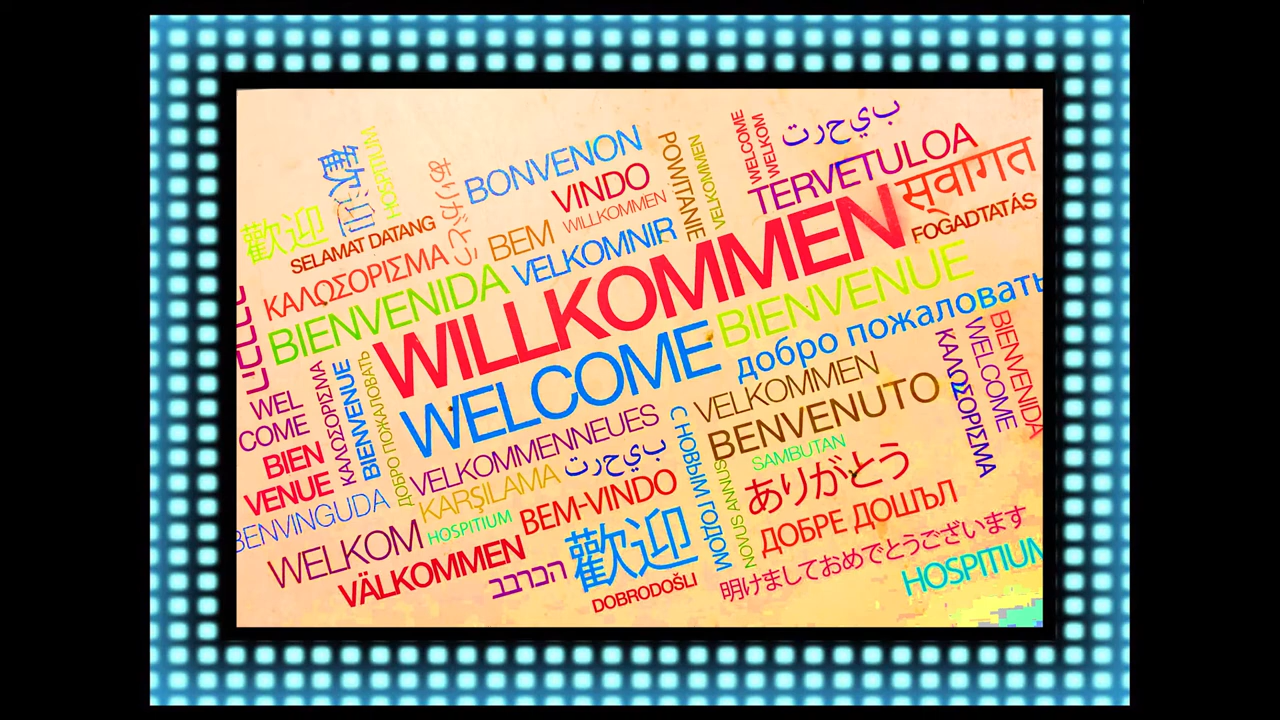 歡迎
歡迎
HOSPITIUM
ありがとう
SELAMAT DATANG
ΚΑΛΩΣΟΡΙΣΜΑ
BIENVENIDA
BONVENON
VINDO
BEM
WILLKOMMEN
VELKOMNIR
POWITANIE
VELKOMMEN
WELCOME
WELKOM
ت ر ح ي ب
TERVETULOA
स्वागत
FOGADTATÁS
WILLKOMMEN
WELCOME
BIENVENUE
добро пожаловать
WEL
COME
BIEN
VENUE
ΚΑΛΩΣΟΡΙΣΜΑ
BIENVENUE
ДОБРО ПОЖАЛОВАТЬ
BENVINGUDA
WELKOM
VÄLKOMMEN
VELKOMMENNEUES
KARŞILAMA
ت ر ح ي ب
HOSPITIUM
BEM-VINDO
הכרבב
歡迎
DOBRODOŠLI
С НОВЫМ ГОДОМ
NOVUS ANNUS
VELKOMMEN
BENVENUTO
SAMBUTAN
ありがとう
ДОБРЕ ДОШЪЛ
明けましておめでとうございます
HOSPITIUM
ΚΑΛΩΣΟΡΙΣΜΑ
WELCOME
BIENVENIDA